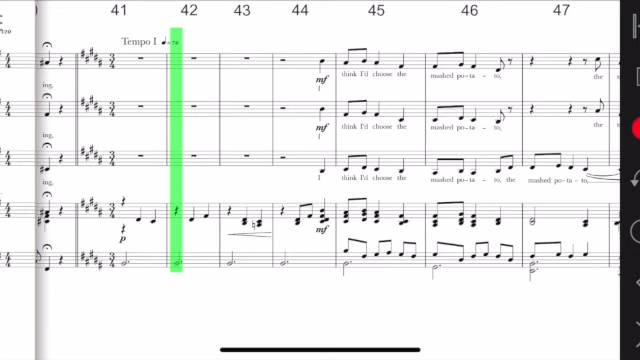 41 42 43 44 45 46 47
Tempo I
ing, I think I'd choose the mashed po-ta - to, the
mf
ing, I think I'd choose the mashed po-ta - to, the
mf
ing, I think I'd choose the mashed po-ta-to, the mashed po-ta-to,
p mf